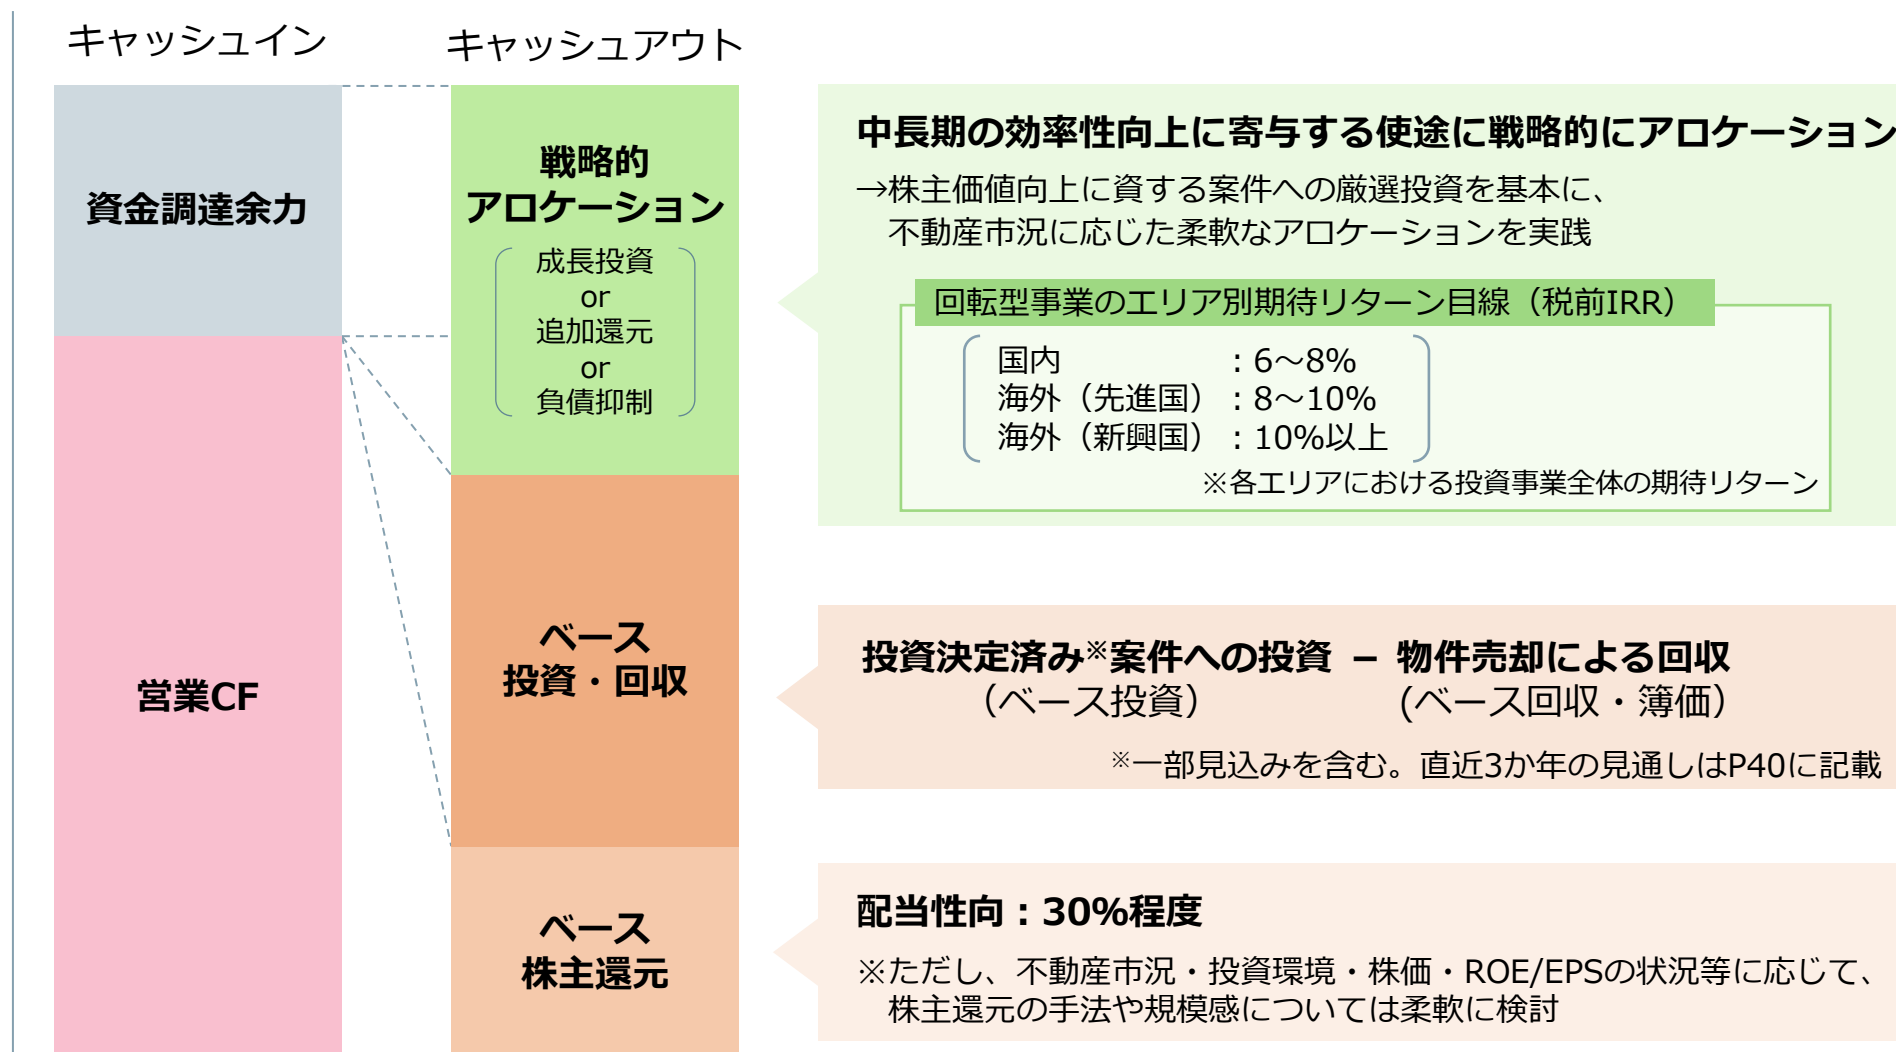 キャッシュイン
キャッシュアウト
資金調達余力
営業CF
戦略的
アロケーション
成長投資
or
追加還元
or
負債抑制
ベース
投資・回収
ベース
株主還元
中長期の効率性向上に寄与する使途に戦略的にアロケーション
→株主価値向上に資する案件への厳選投資を基本に、
不動産市況に応じた柔軟なアロケーションを実践
回転型事業のエリア別期待リターン目線（税前IRR）
国内 ：6～8%
海外（先進国）：8～10%
海外（新興国）：10%以上
※各エリアにおける投資事業全体の期待リターン
投資決定済み※案件への投資 － 物件売却による回収
（ベース投資） (ベース回収・簿価）
※一部見込みを含む。直近3か年の見通しはP40に記載
配当性向：30%程度
※ただし、不動産市況・投資環境・株価・ROE/EPSの状況等に応じて、
株主還元の手法や規模感については柔軟に検討